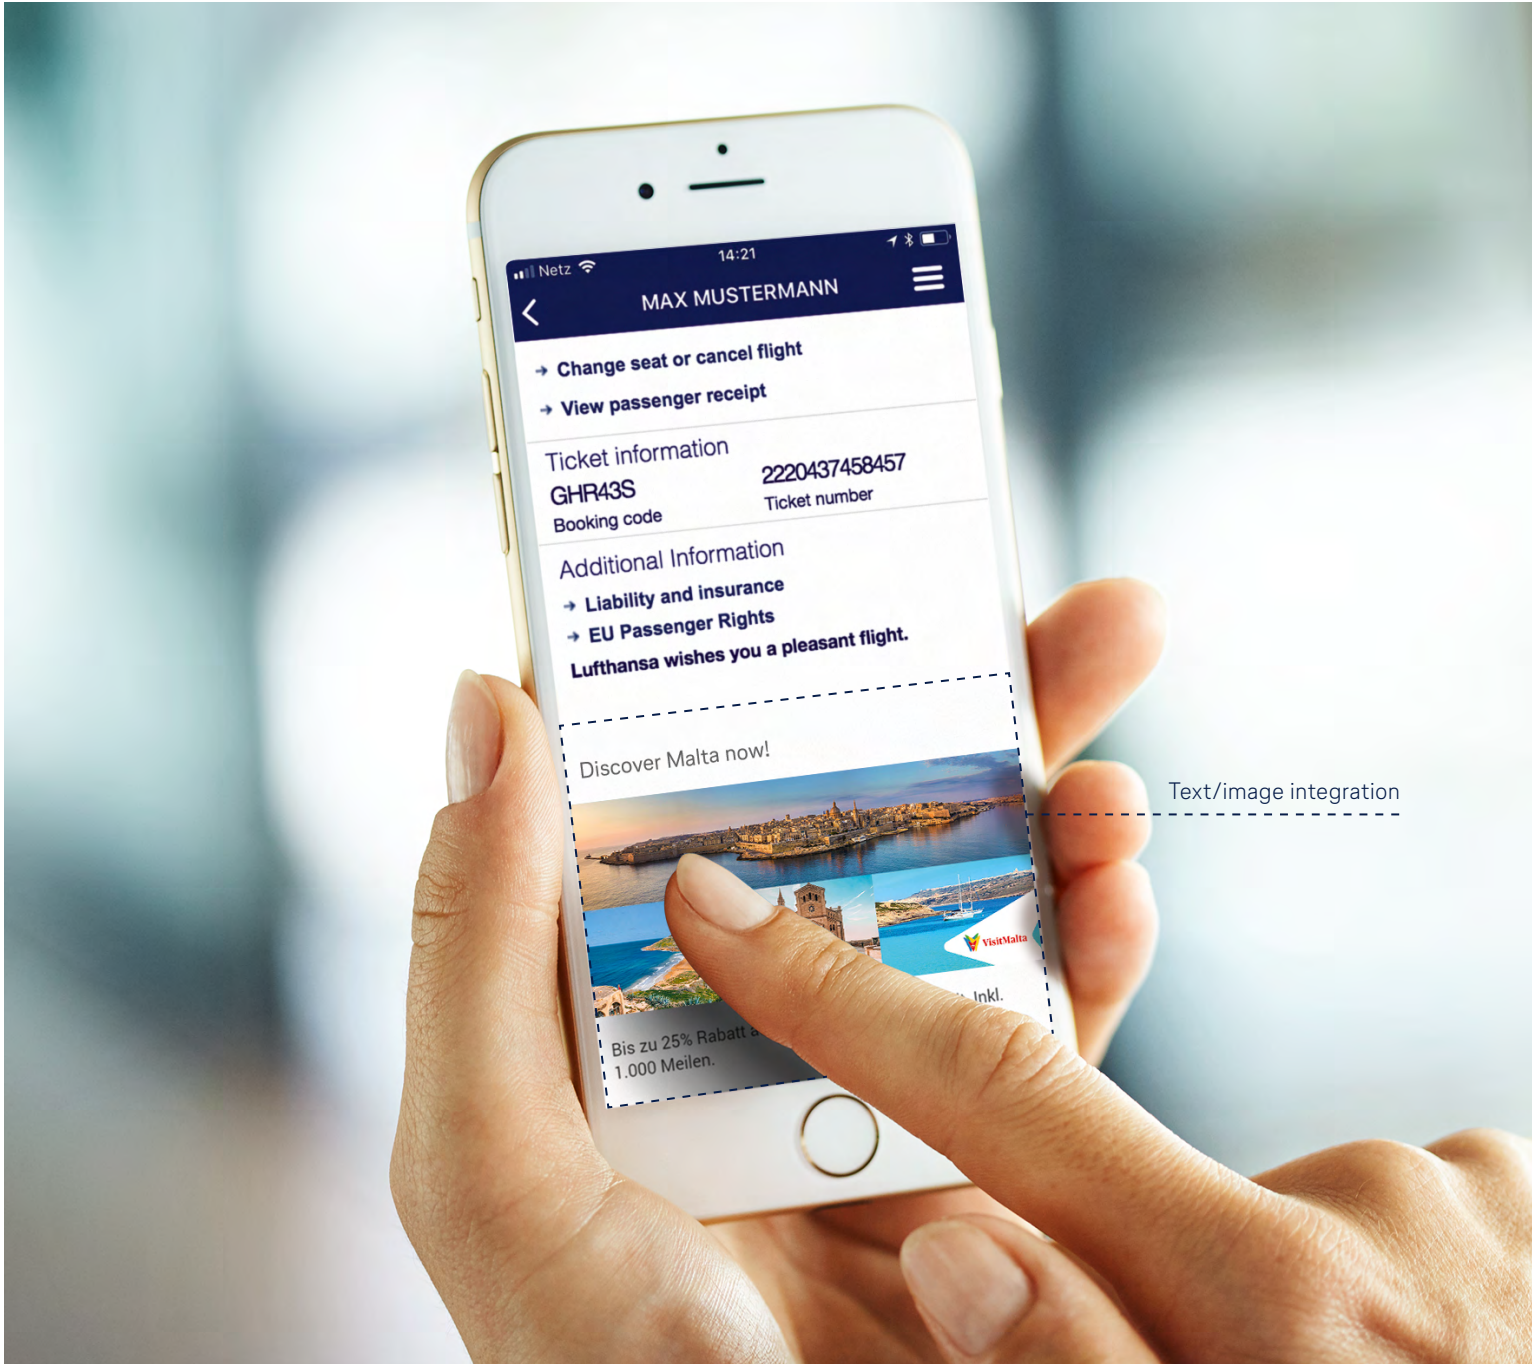 Netz
14:21
MAX MUSTERMANN
→ Change seat or cancel flight
→ View passenger receipt
Ticket information
GHR43S 2220437458457
Booking code Ticket number
Additional Information
→ Liability and insurance
→ EU Passenger Rights
Lufthansa wishes you a pleasant flight.
Discover Malta now!
Text/image integration
VisitMalta
Bis zu 25% Rabatt Inkl.
1.000 Meilen.